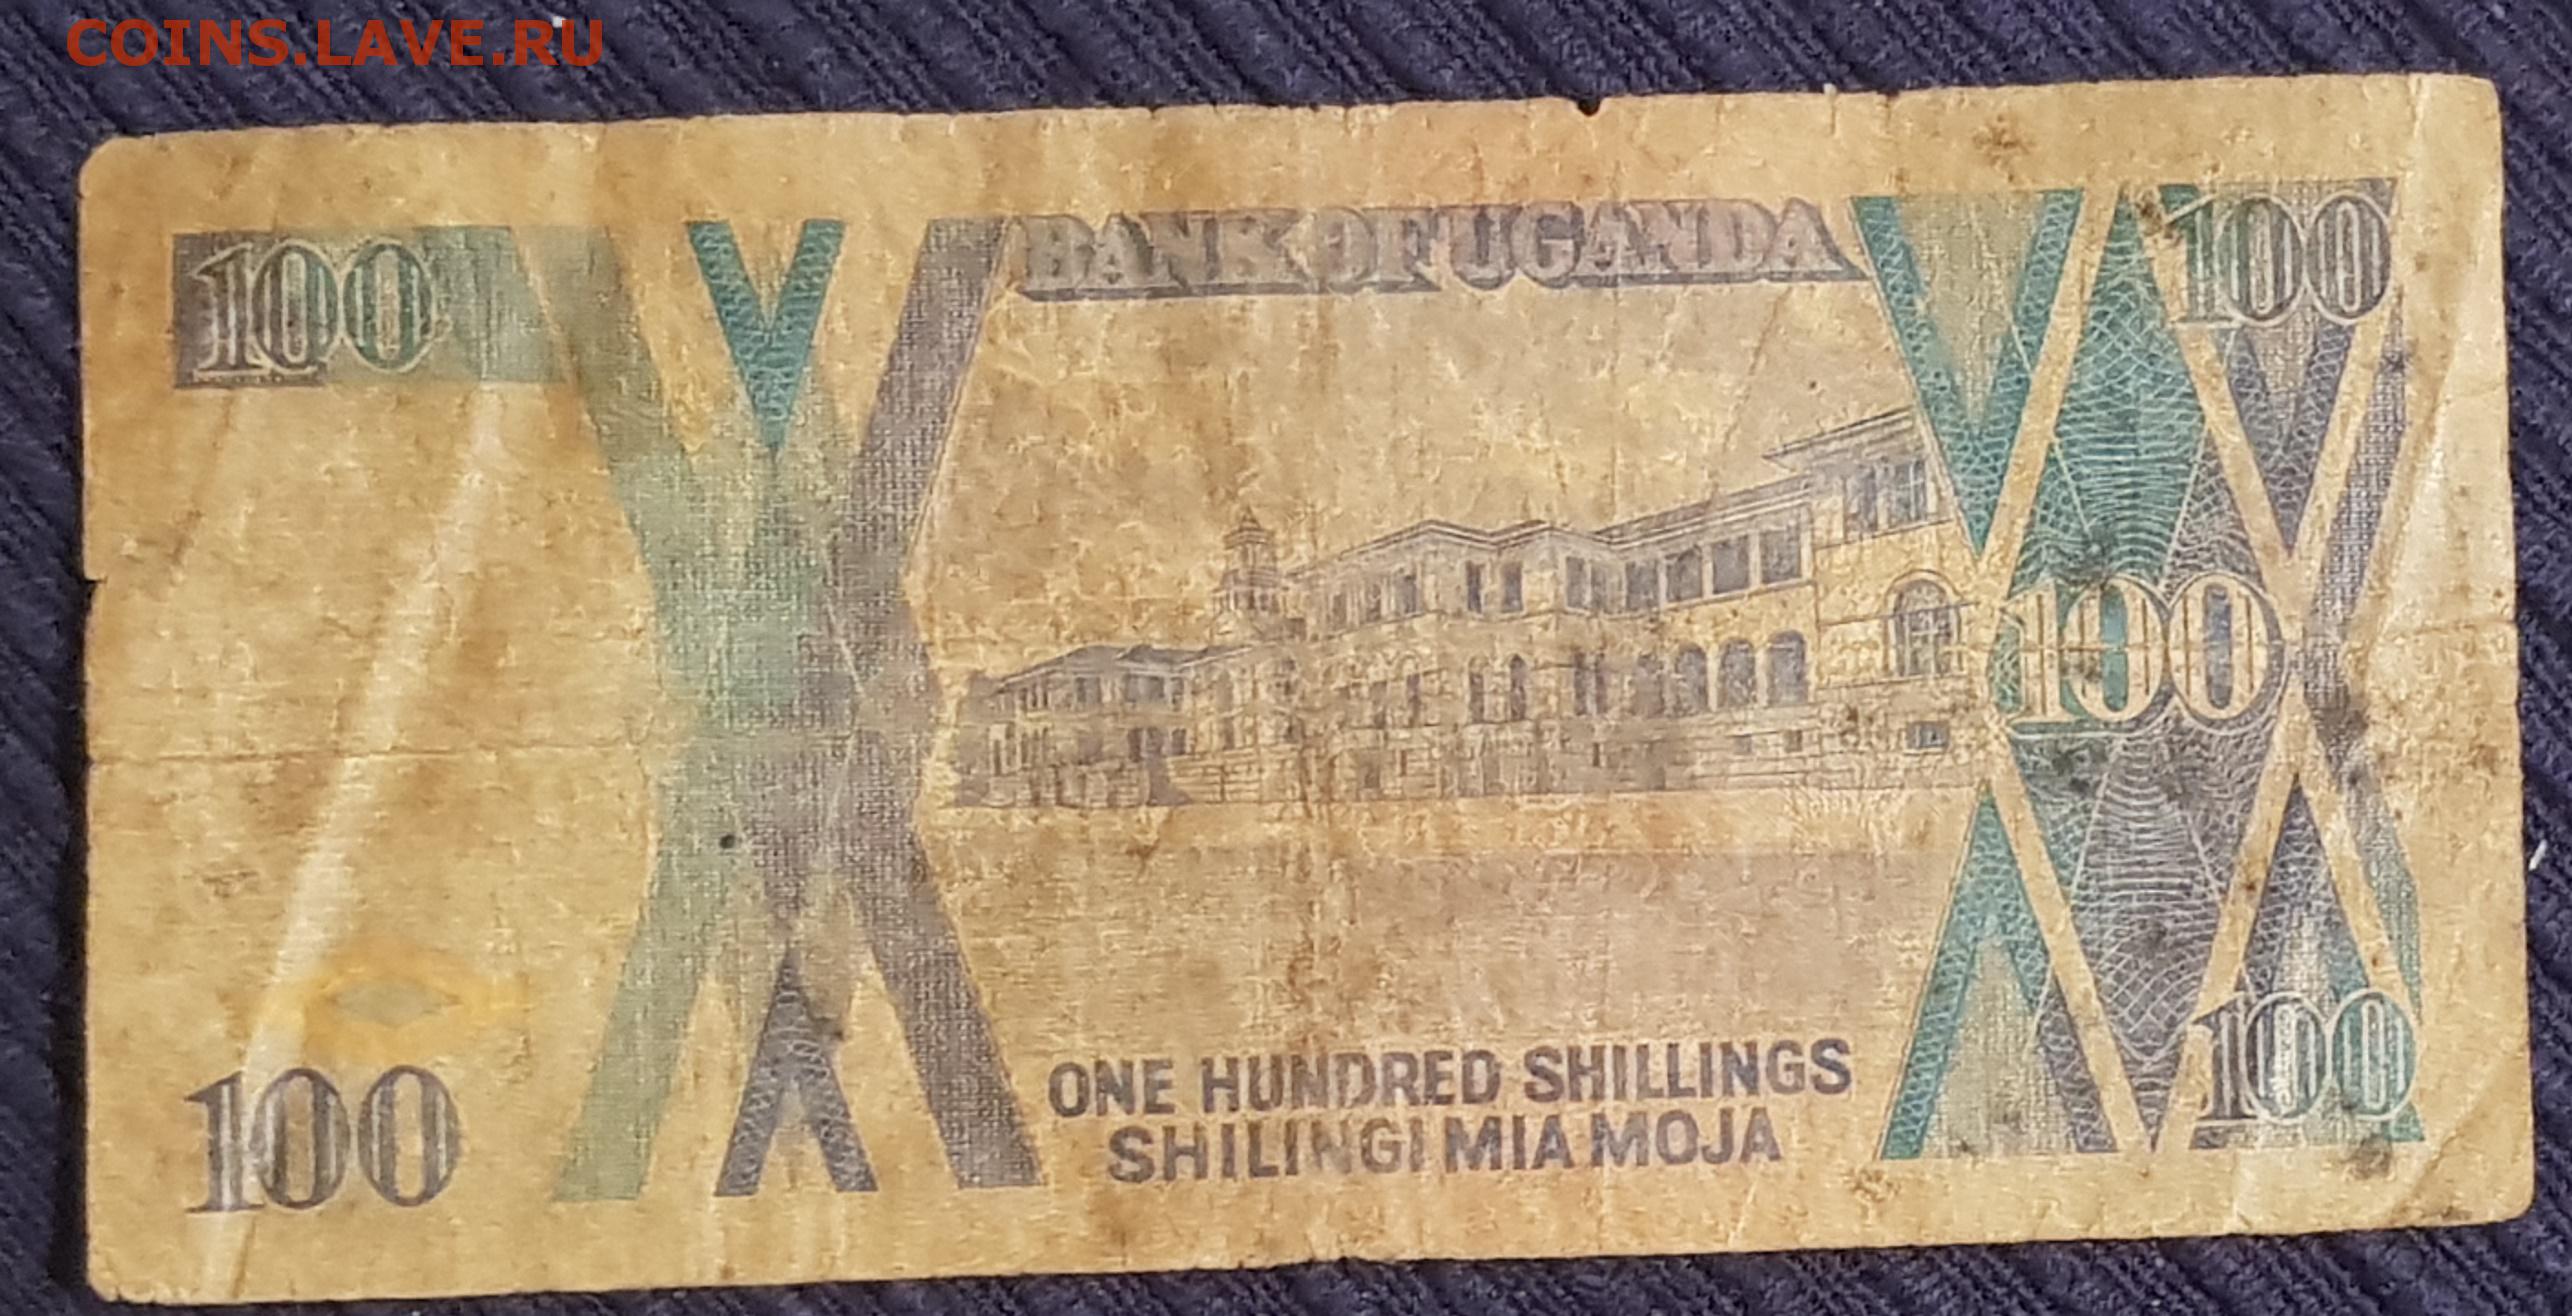 COINS.LAVE.RU
BANK OF UGANDA
100
100
100
100
100
ONE HUNDRED SHILLINGS
SHILINGI MIA MOJA